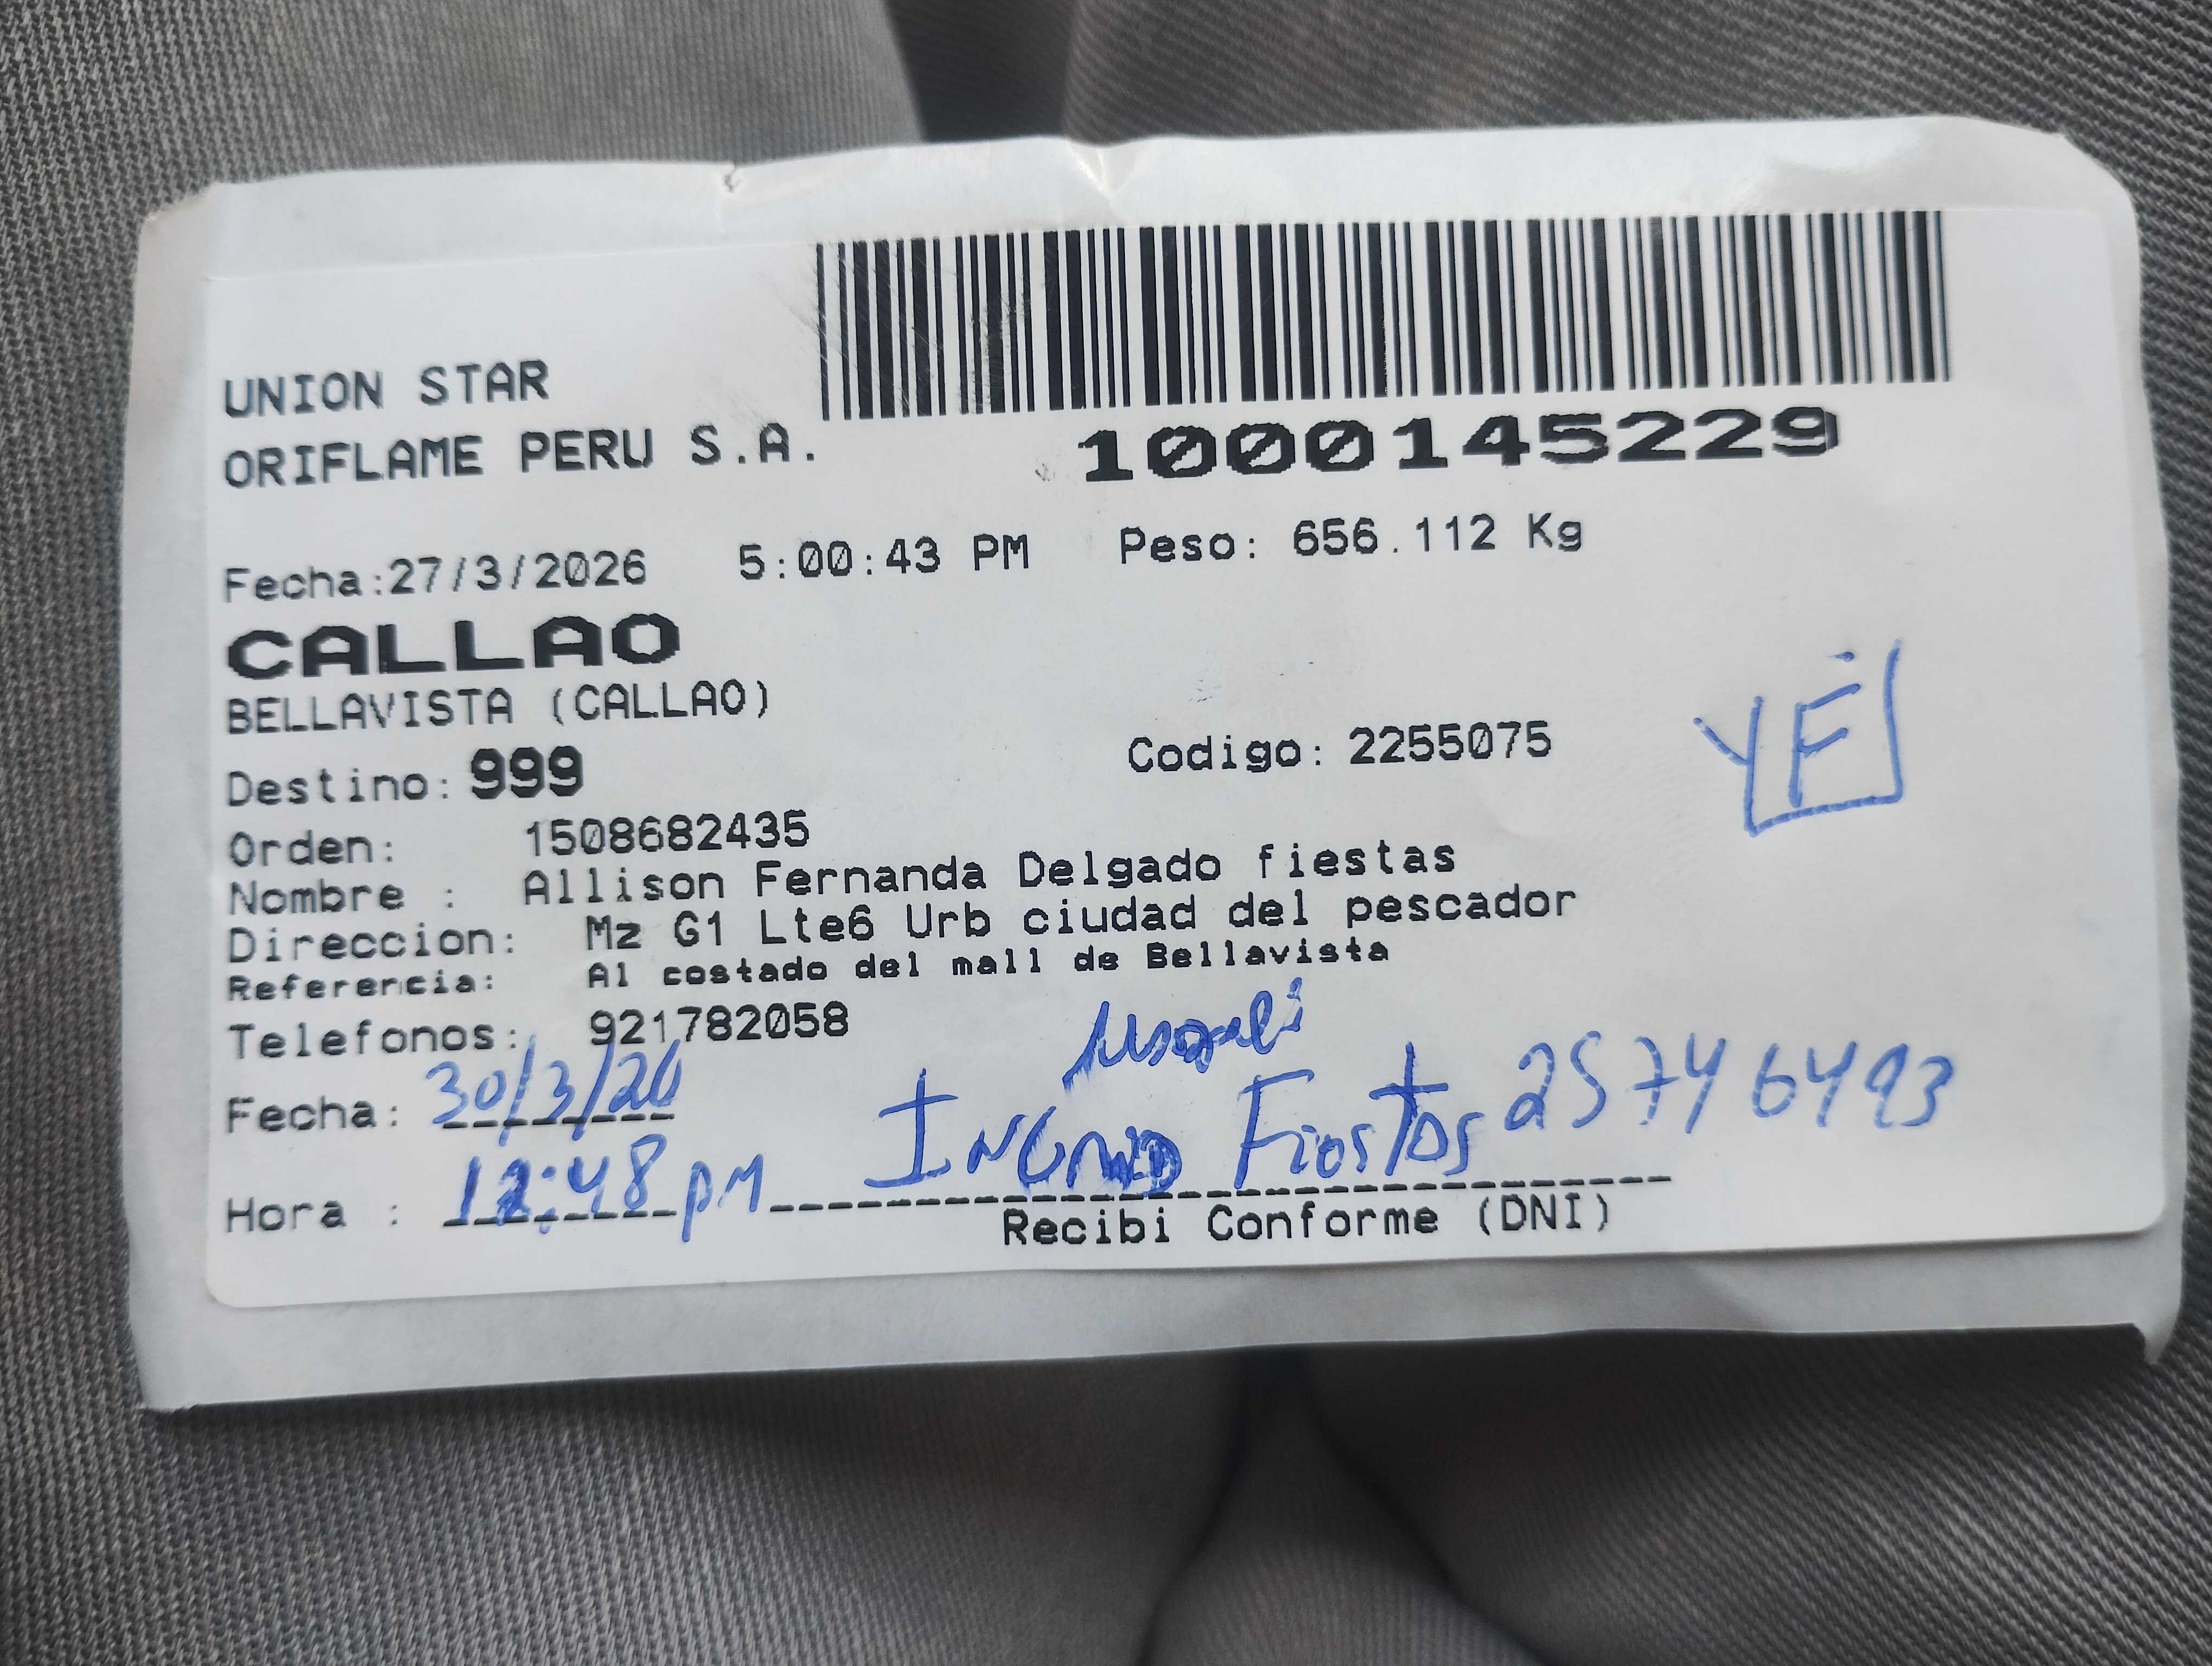 UNION STAR
ORIFLAME PERU S.A.
1000145229
Fecha:27/3/2026 5:00:43 PM Peso: 656.112 Kg
CALLAO
BELLAVISTA (CALLAO)
Destino: 999
Codigo: 2255075
YF
Orden: 1508682435
Nombre : Allison Fernanda Delgado fiestas
Direccion: Mz G1 Lte6 Urb ciudad del pescador
Referencia: Al costado del mall de Bellavista
Telefonos: 921782058
Fecha: 30/3/26
Fiestas 25746493
Hora : 12:48 pM
Recibi Conforme (DNI)